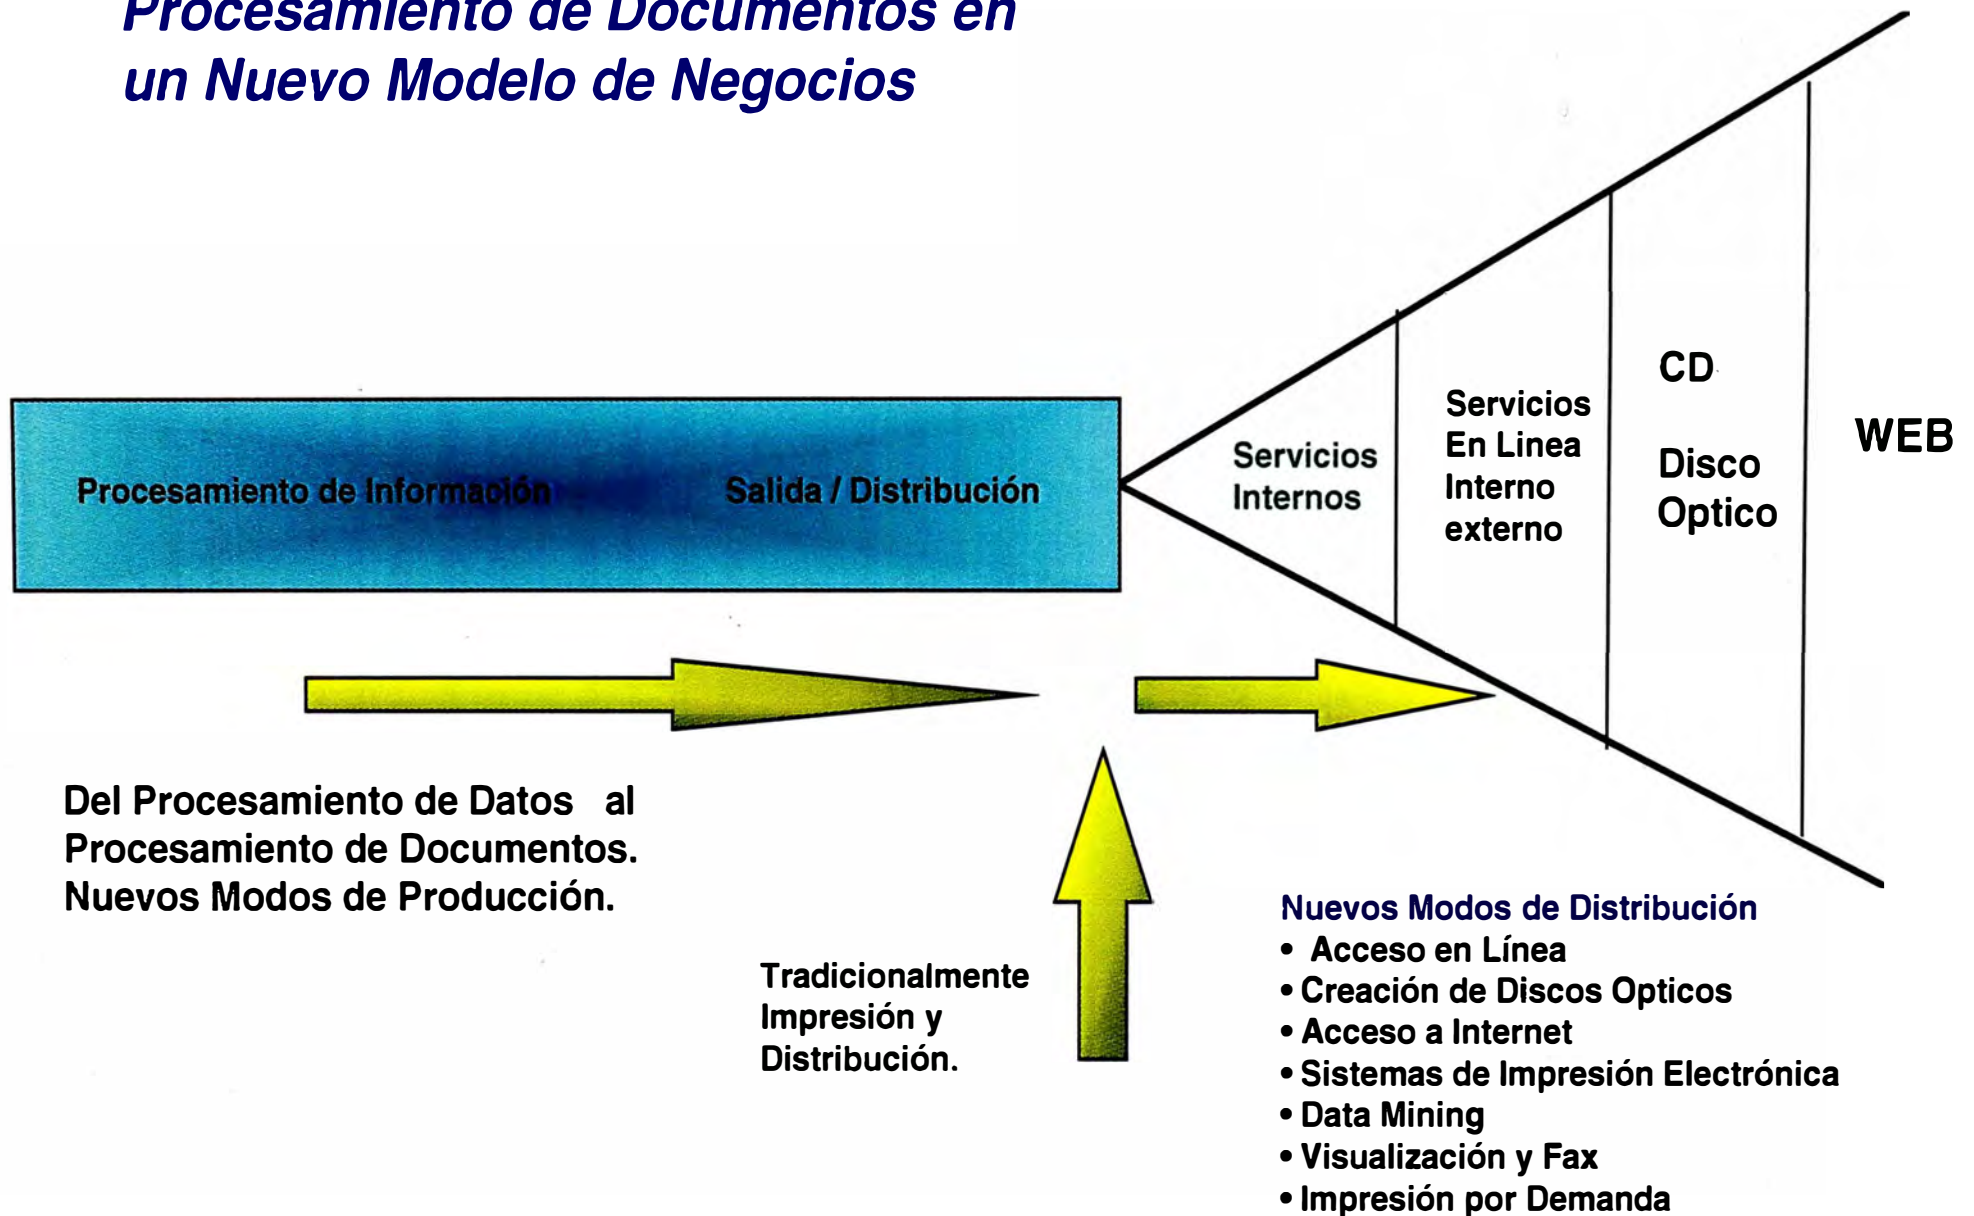 Procesamiento de Documentos en
un Nuevo Modelo de Negocios
Procesamiento de Información
Salida / Distribución
Servicios
Internos
Servicios
En Linea
Interno
externo
CD
Disco
Optico
WEB
Del Procesamiento de Datos al
Procesamiento de Documentos.
Nuevos Modos de Producción.
Tradicionalmente
Impresión y
Distribución.
Nuevos Modos de Distribución
• Acceso en Línea
• Creación de Discos Opticos
• Acceso a Internet
• Sistemas de Impresión Electrónica
• Data Mining
• Visualización y Fax
• Impresión por Demanda